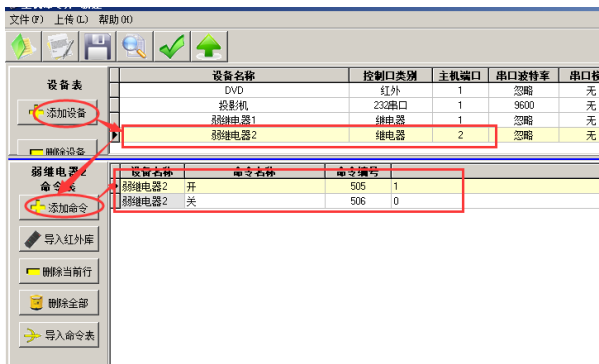 文件(F) 上传(L) 帮助(H)
设备表
添加设备
删除设备
设备名称 控制口类别 主机端口 串口波特率
DVD 红外 1 忽略 无
投影机 232串口 1 9600 无
弱继电器1 继电器 1 忽略 无
弱继电器2 继电器 2 忽略 无
弱继电器2
命令表
添加命令
导入红外库
删除当前行
删除全部
导入命令表
设备名称 命令名称 命令编号
弱继电器2 开 505 1
弱继电器2 关 506 0